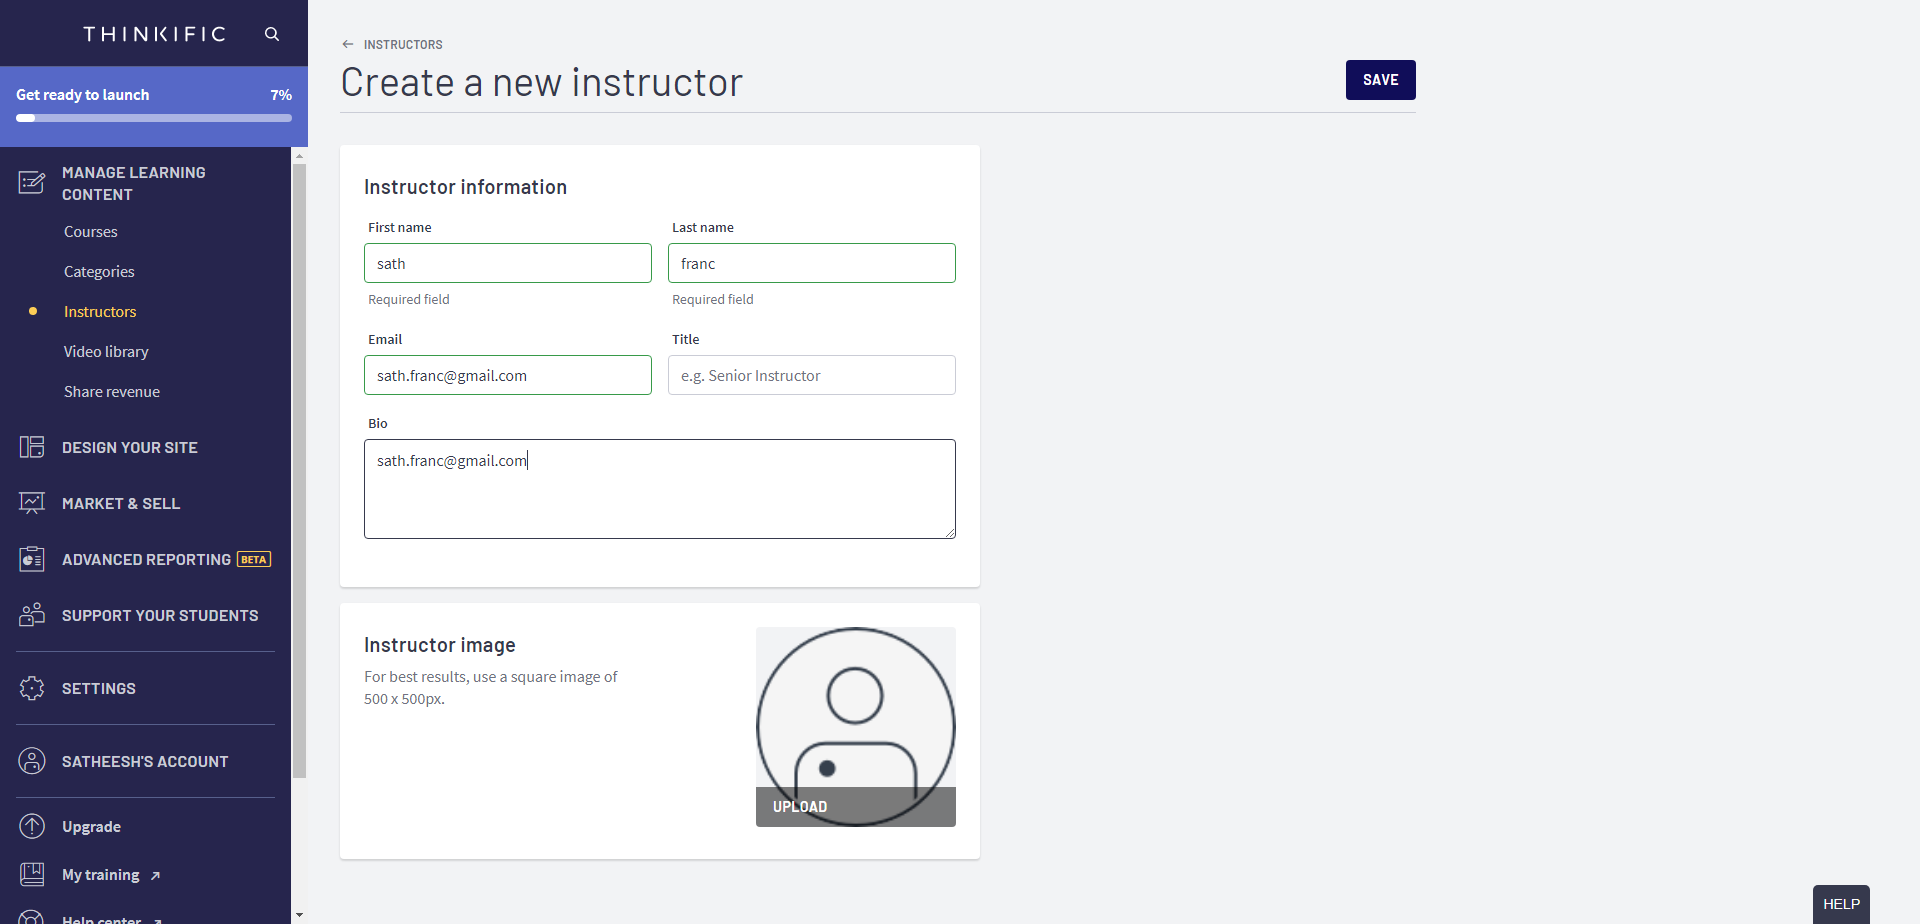 THINKIFIC
Get ready to launch 7%
MANAGE LEARNING
CONTENT
Courses
Categories
Instructors
Video library
Share revenue
DESIGN YOUR SITE
MARKET & SELL
ADVANCED REPORTING BETA
SUPPORT YOUR STUDENTS
SETTINGS
SATHEESH'S ACCOUNT
Upgrade
My training
Help center
INSTRUCTORS
Create a new instructor
SAVE
Instructor information
First name Last name
sath franc
Required field Required field
Email Title
sath.franc@gmail.com e.g. Senior Instructor
Bio
sath.franc@gmail.com
Instructor image
For best results, use a square image of
500 x 500px.
UPLOAD
HELP